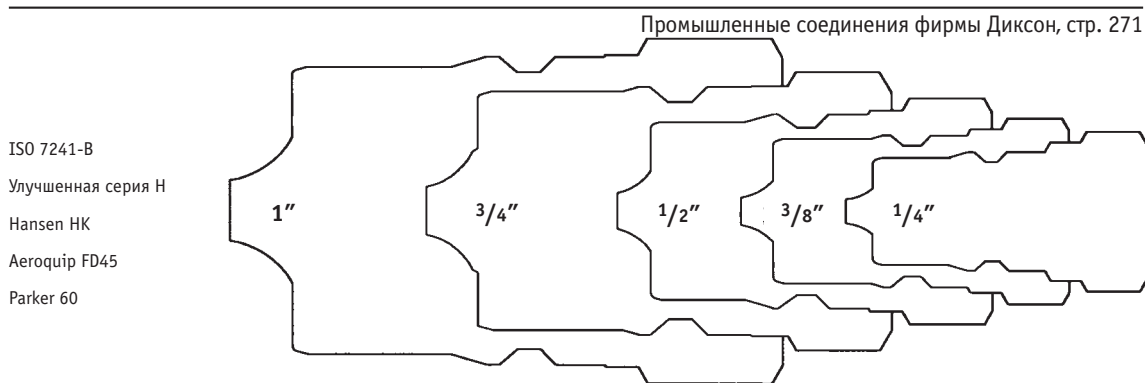 Промышленные соединения фирмы Диксон, стр. 271
ISO 7241-B
Улучшенная серия H
Hansen HK
Aeroquip FD45
Parker 60
1″ 3/4″ 1/2″ 3/8″ 1/4″